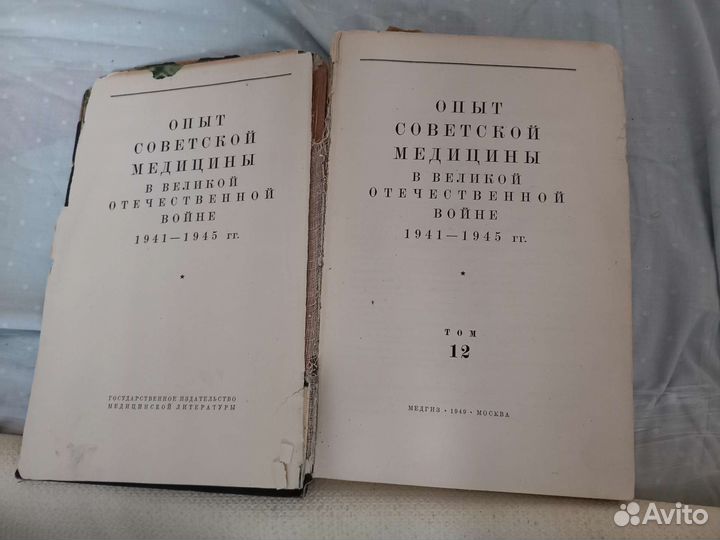 ОПЫТ
СОВЕТСКОЙ
МЕДИЦИНЫ
В ВЕЛИКОЙ
ОТЕЧЕСТВЕННОЙ
ВОЙНЕ
1941—1945 гг.
*
ГОСУДАРСТВЕННОЕ ИЗДАТЕЛЬСТВО
МЕДИЦИНСКОЙ ЛИТЕРАТУРЫ
ОПЫТ
СОВЕТСКОЙ
МЕДИЦИНЫ
В ВЕЛИКОЙ
ОТЕЧЕСТВЕННОЙ
ВОЙНЕ
1941—1945 гг.
*
ТОМ
12
МЕДГИЗ • 1949 • МОСКВА
Avito